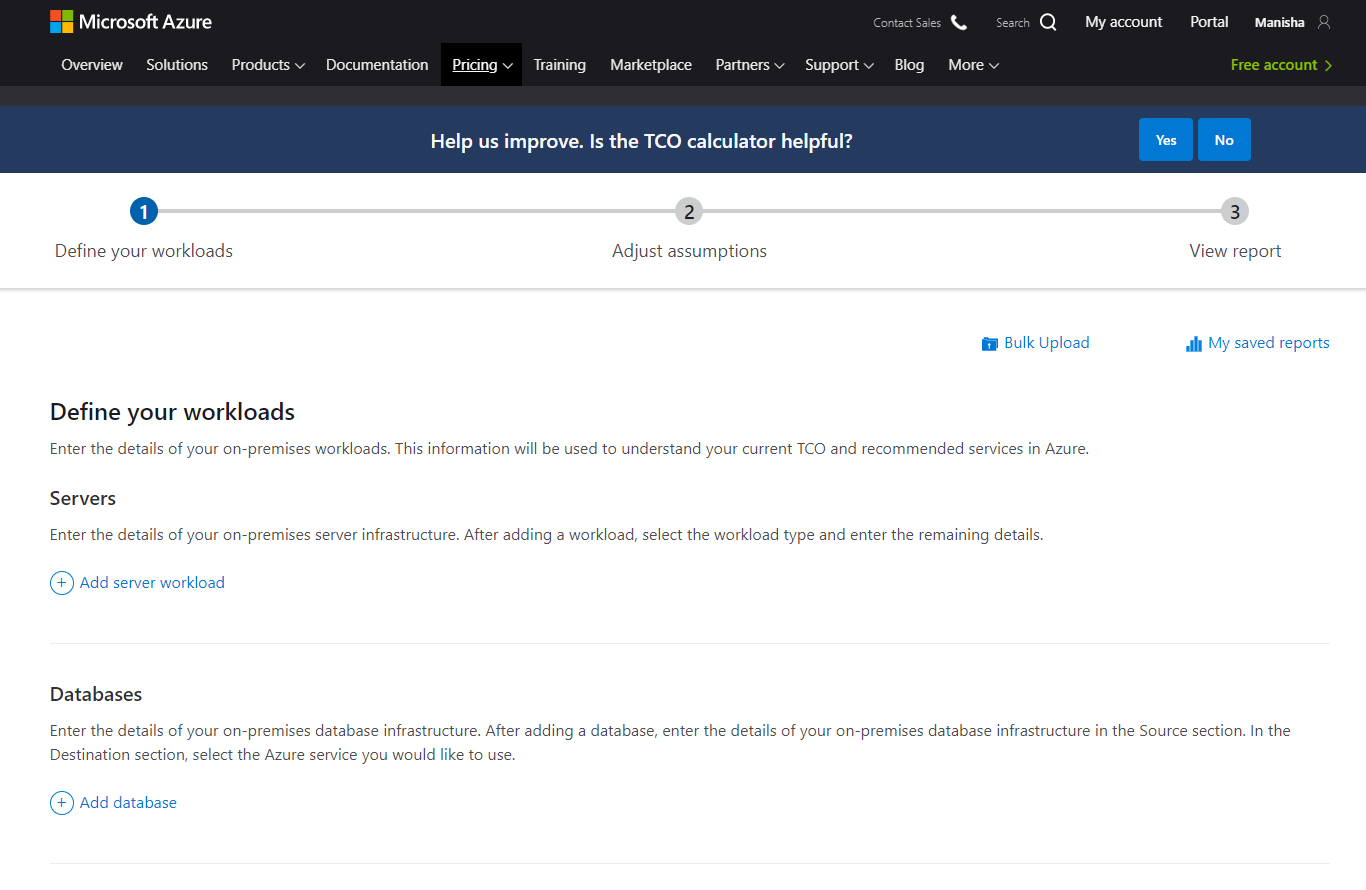 Microsoft Azure
Contact Sales Search My account Portal Manisha
Overview Solutions Products Documentation Pricing Training Marketplace Partners Support Blog More Free account
Help us improve. Is the TCO calculator helpful? Yes No
1 2 3
Define your workloads Adjust assumptions View report
Bulk Upload My saved reports
Define your workloads
Enter the details of your on-premises workloads. This information will be used to understand your current TCO and recommended services in Azure.
Servers
Enter the details of your on-premises server infrastructure. After adding a workload, select the workload type and enter the remaining details.
Add server workload
Databases
Enter the details of your on-premises database infrastructure. After adding a database, enter the details of your on-premises database infrastructure in the Source section. In the
Destination section, select the Azure service you would like to use.
Add database